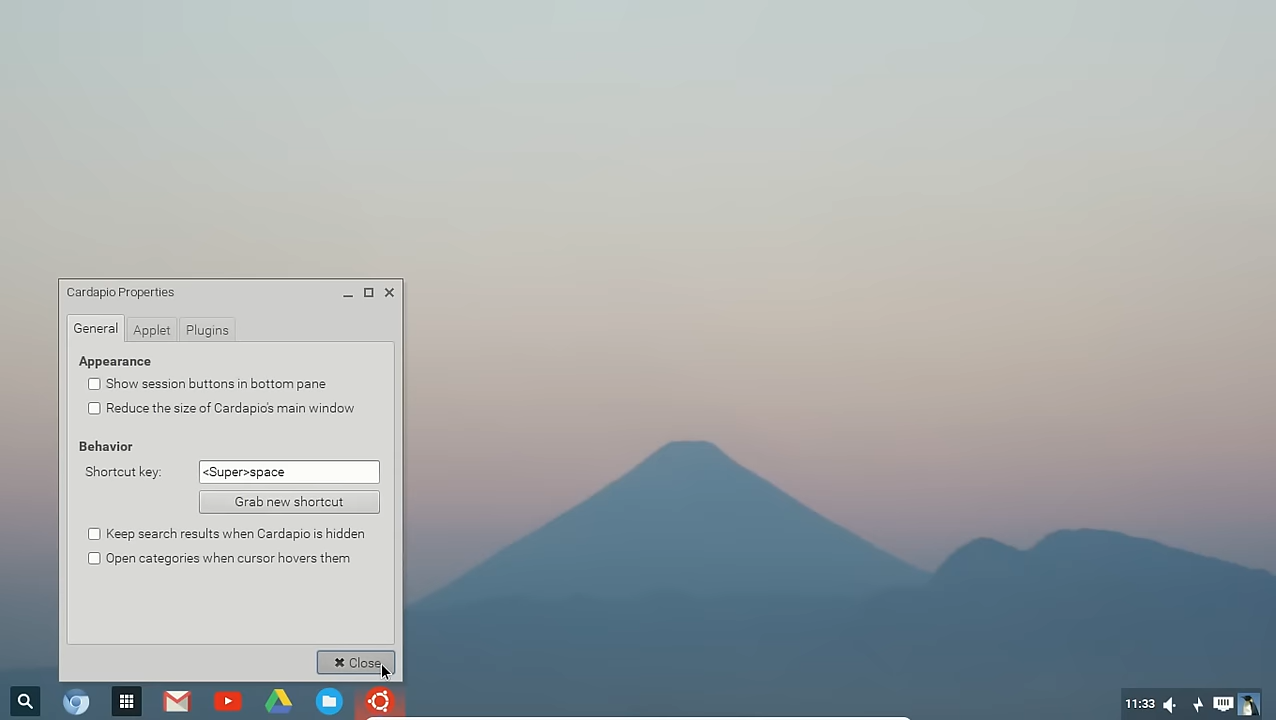 Cardapio Properties
General Applet Plugins
Appearance
Show session buttons in bottom pane
Reduce the size of Cardapio's main window
Behavior
Shortcut key: <Super>space
Grab new shortcut
Keep search results when Cardapio is hidden
Open categories when cursor hovers them
Close
11:33